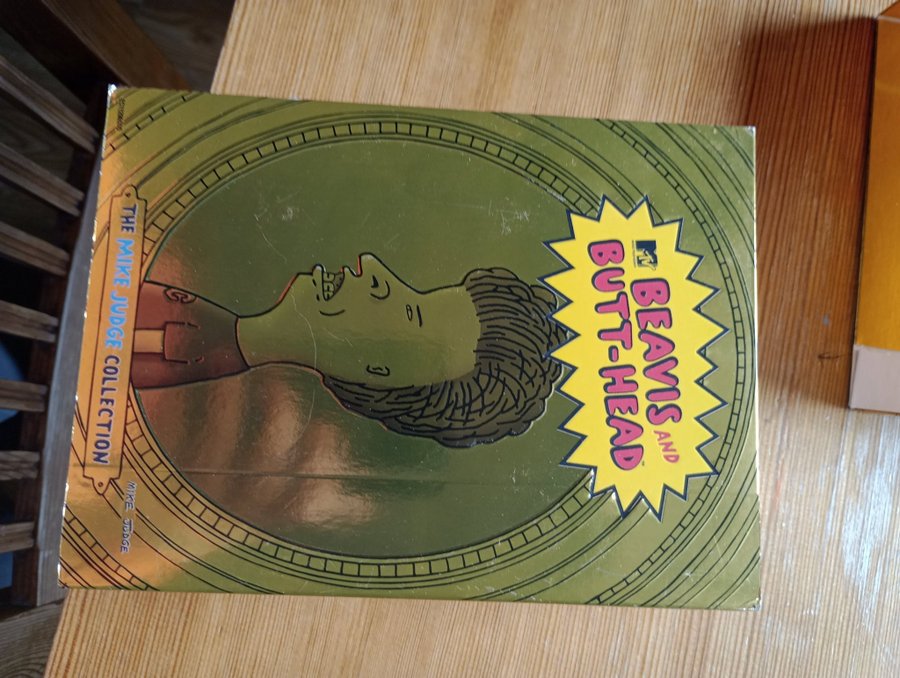 MTV
BEAVIS AND
BUTT-HEAD
THE MIKE JUDGE COLLECTION
MIKE JUDGE